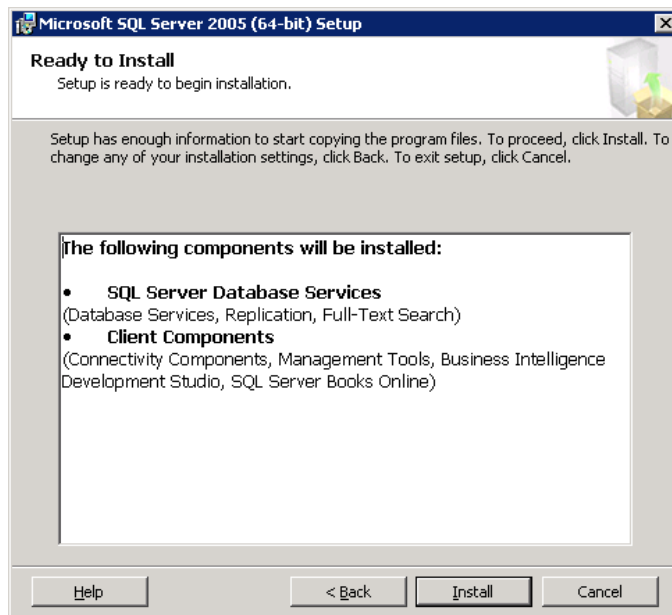 Microsoft SQL Server 2005 (64-bit) Setup
Ready to Install
Setup is ready to begin installation.
Setup has enough information to start copying the program files. To proceed, click Install. To
change any of your installation settings, click Back. To exit setup, click Cancel.
The following components will be installed:
• SQL Server Database Services
(Database Services, Replication, Full-Text Search)
• Client Components
(Connectivity Components, Management Tools, Business Intelligence
Development Studio, SQL Server Books Online)
Help
< Back
Install
Cancel